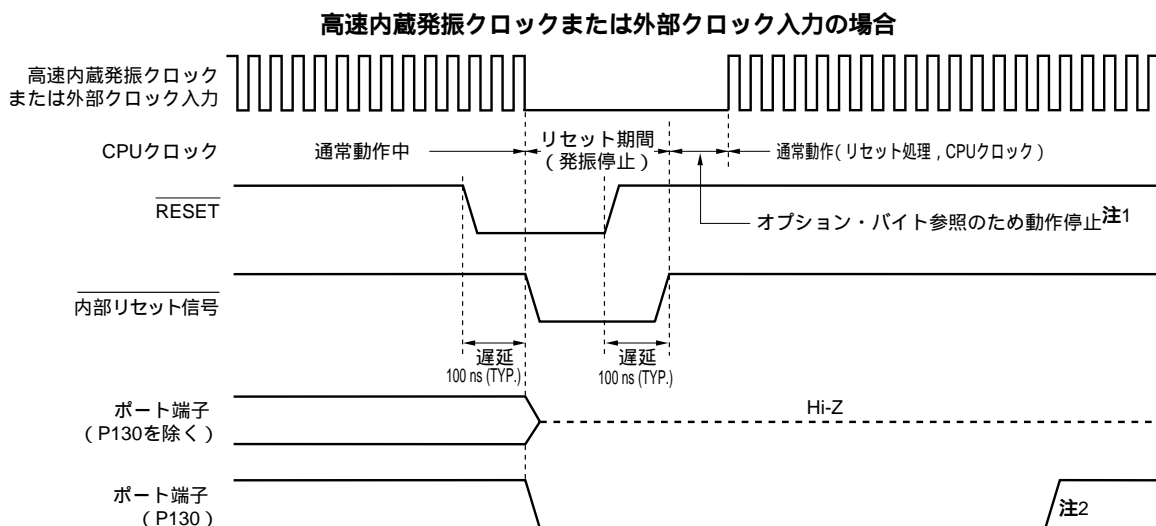 高速内蔵発振クロックまたは外部クロック入力の場合
高速内蔵発振クロック
または外部クロック入力
CPUクロック
通常動作中
リセット期間
(発振停止)
通常動作(リセット処理,CPUクロック)
RESET
オプション・バイト参照のため動作停止注1
内部リセット信号
遅延
100 ns (TYP.)
遅延
100 ns (TYP.)
ポート端子
(P130を除く)
Hi-Z
ポート端子
(P130)
注2